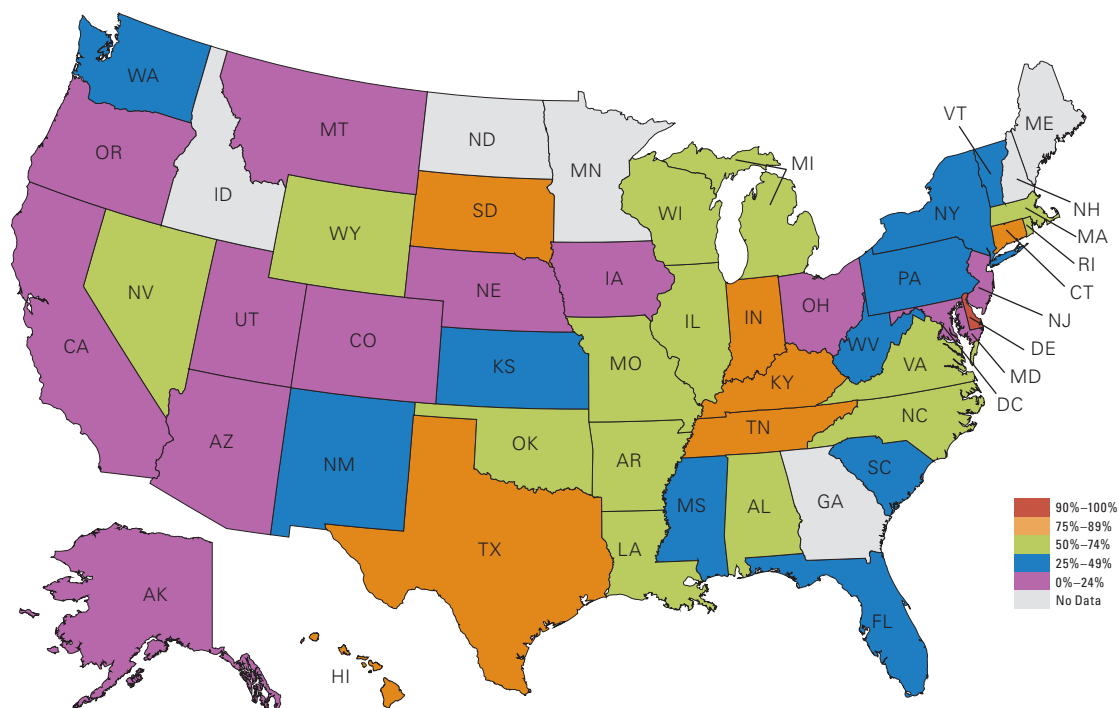 WA
MT
ND
MN
VT
ME
OR
ID
SD
WI
MI
NY
NH
MA
WY
RI
NV
NE
IA
PA
CT
UT
CO
IL
IN
OH
NJ
CA
DE
KS
MO
WV
VA
MD
KY
DC
AZ
NM
OK
TN
NC
AR
SC
MS
AL
GA
TX
LA
AK
FL
HI
90%–100%
75%–89%
50%–74%
25%–49%
0%–24%
No Data